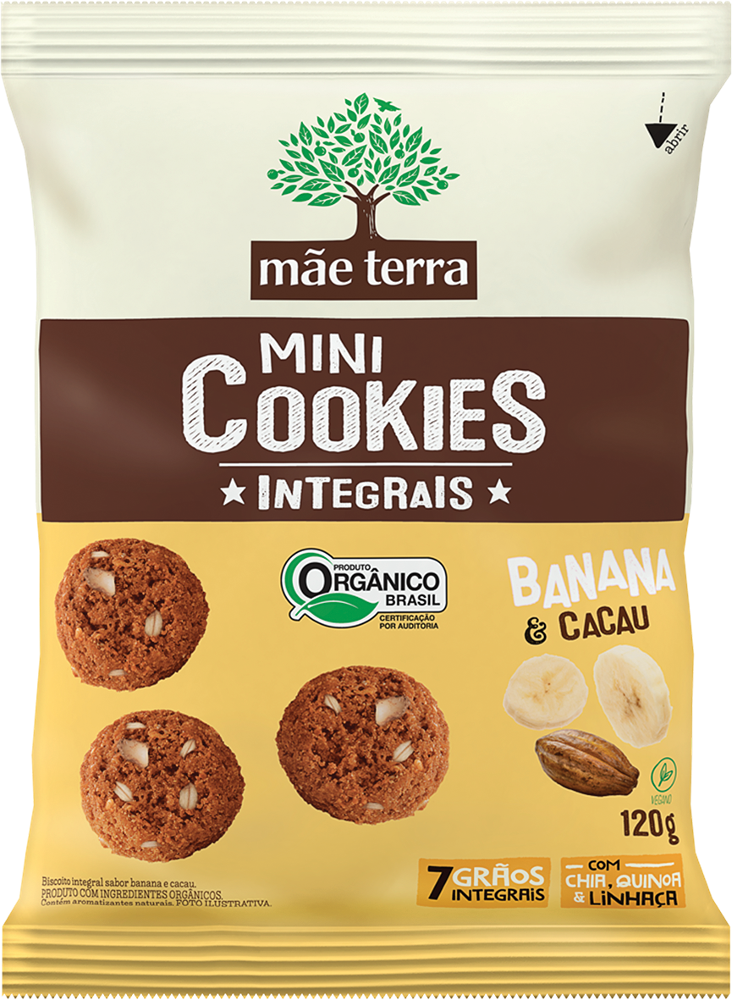 abrir
mãe terra
MINI
COOKIES
INTEGRAIS
PRODUTO
ORGÂNICO
BRASIL
CERTIFICAÇÃO
POR AUDITORIA
BANANA
& CACAU
VEGANO
120g
Biscoito integral sabor banana e cacau.
PRODUTO COM INGREDIENTES ORGÂNICOS.
Contém aromatizantes naturais. FOTO ILUSTRATIVA.
7 GRÃOS
INTEGRAIS
COM
CHIA, QUINOA
& LINHAÇA